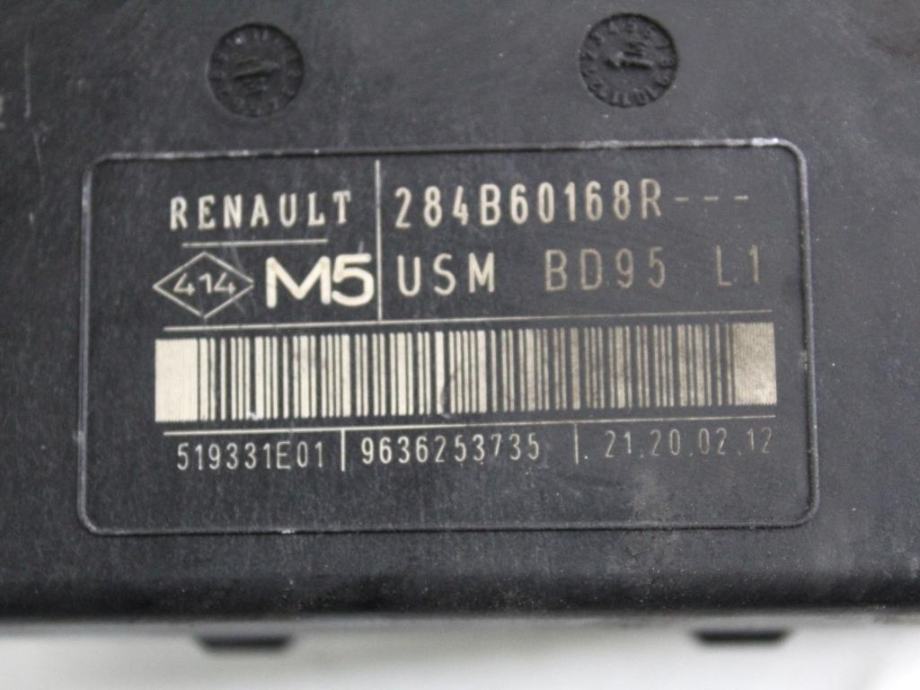 RENAULT 284B60168R---
414 M5 USM BD95 L1
519331E01 9636253735 .21.20.02.12